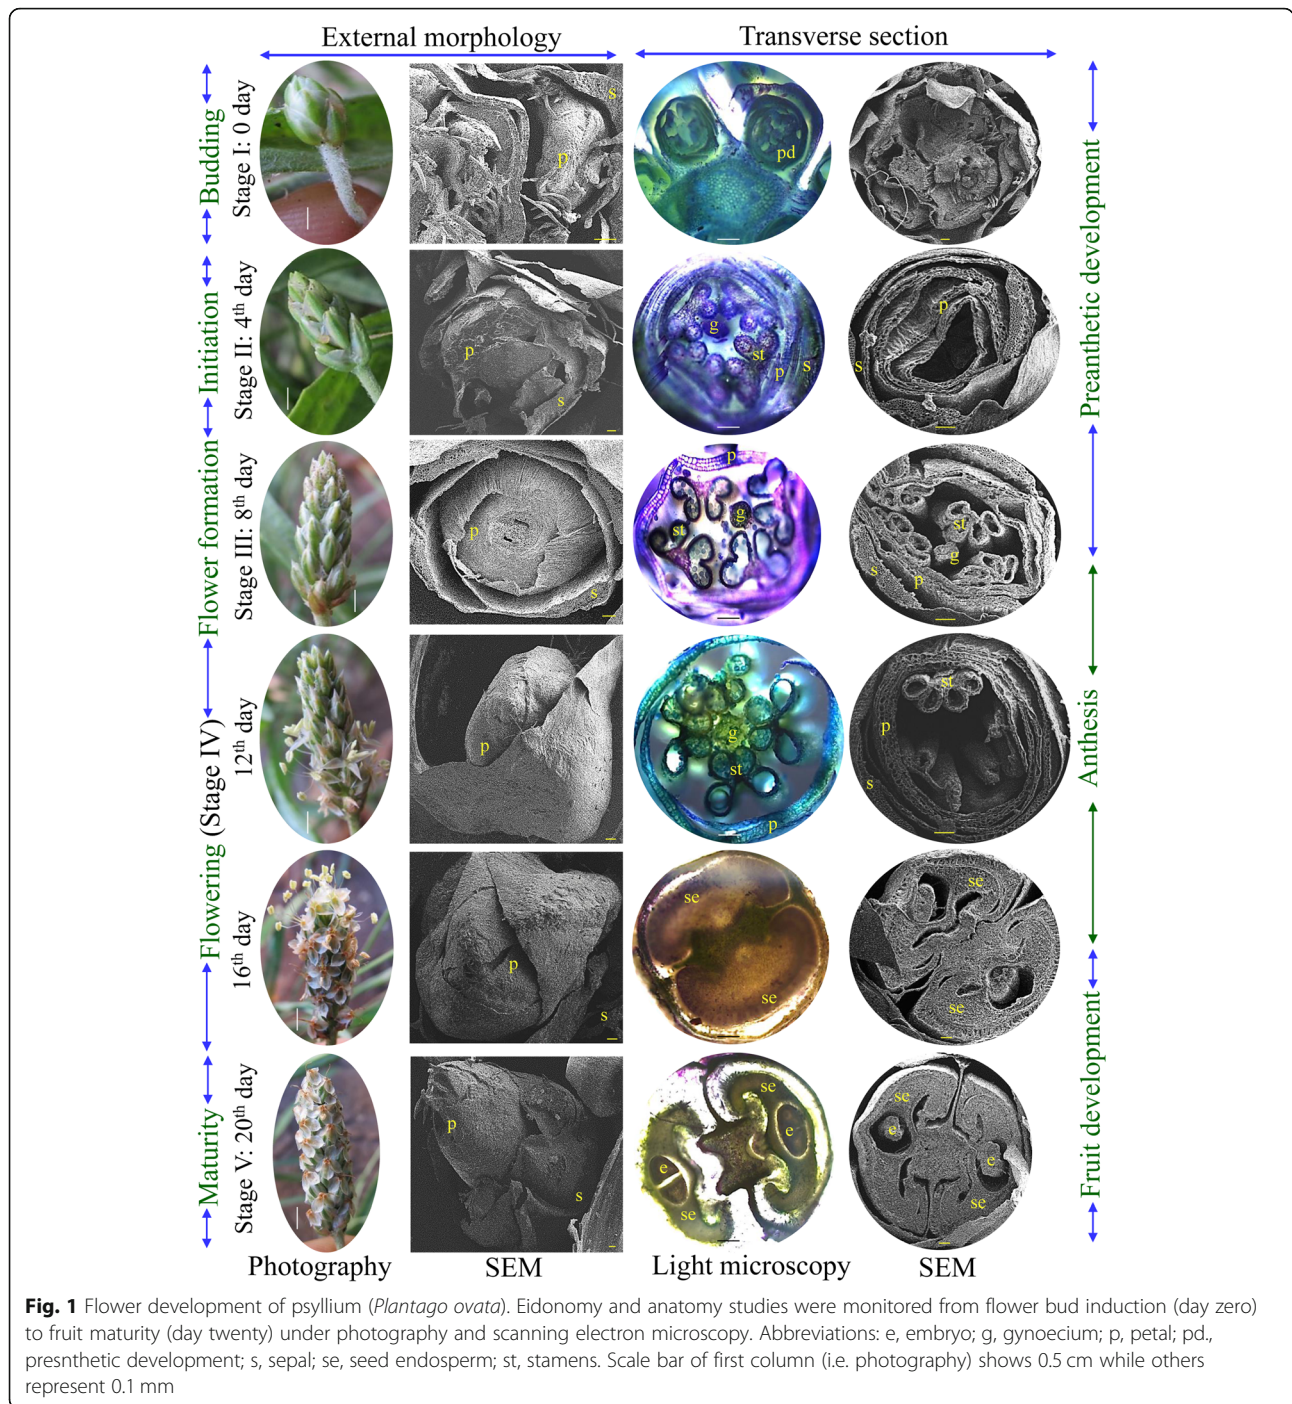 External morphology
Transverse section
Budding
Stage I: 0 day
s
p
pd
Initiation
Stage II: 4th day
p
s
g
st
p
s
p
s
Preanthetic development
Flower formation
Stage III: 8th day
p
s
p
g
st
st
g
s
p
Flowering (Stage IV)
12th day
p
g
st
p
st
p
s
Anthesis
16th day
p
s
se
se
se
se
Maturity
Stage V: 20th day
p
s
se
e
e
se
se
e
e
se
Fruit development
Photography
SEM
Light microscopy
SEM
Fig. 1 Flower development of psyllium (Plantago ovata). Eidonomy and anatomy studies were monitored from flower bud induction (day zero)
to fruit maturity (day twenty) under photography and scanning electron microscopy. Abbreviations: e, embryo; g, gynoecium; p, petal; pd.,
presnthetic development; s, sepal; se, seed endosperm; st, stamens. Scale bar of first column (i.e. photography) shows 0.5 cm while others
represent 0.1 mm